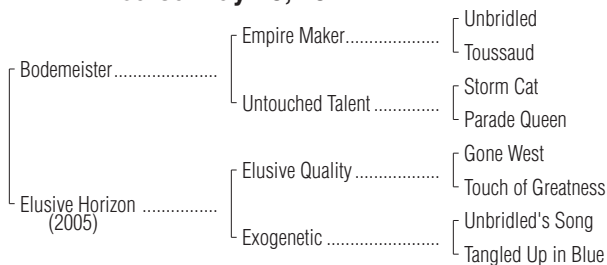 Unbridled
Empire Maker....................
Toussaud
Bodemeister......................
Storm Cat
Untouched Talent ..............
Parade Queen
Gone West
Elusive Quality ..................
Touch of Greatness
Elusive Horizon ................
(2005)
Unbridled's Song
Exogenetic ........................
Tangled Up in Blue